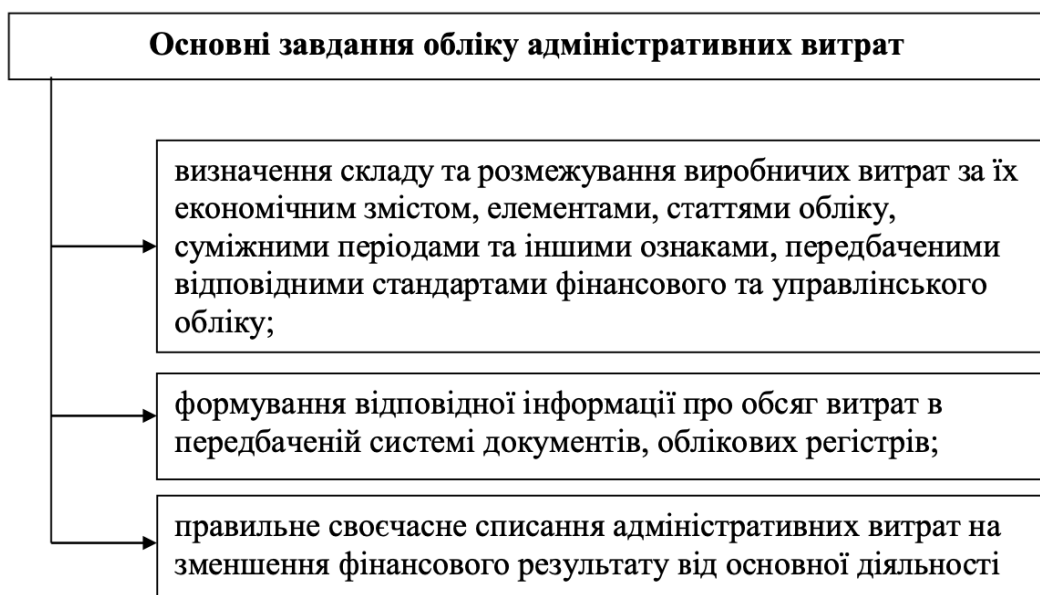 Основні завдання обліку адміністративних витрат
визначення складу та розмежування виробничих витрат за їх
економічним змістом, елементами, статтями обліку,
суміжними періодами та іншими ознаками, передбаченими
відповідними стандартами фінансового та управлінського
обліку;
формування відповідної інформації про обсяг витрат в
передбаченій системі документів, облікових регістрів;
правильне своєчасне списання адміністративних витрат на
зменшення фінансового результату від основної діяльності